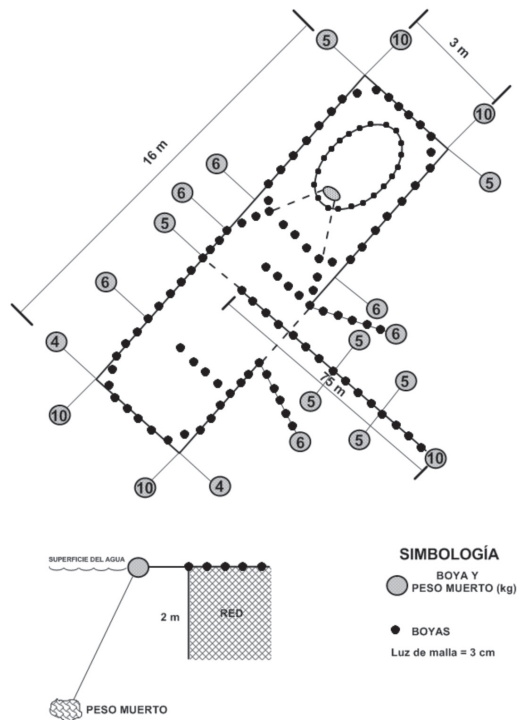 5
10
3 m
10
16 m
6
5
6
5
6
6
6
4
5
5
75 m
5
10
5
6
10
10
4
SUPERFICIE DEL AGUA
2 m
RED
PESO MUERTO
SIMBOLOGÍA
BOYA Y
PESO MUERTO (kg)
BOYAS
Luz de malla = 3 cm